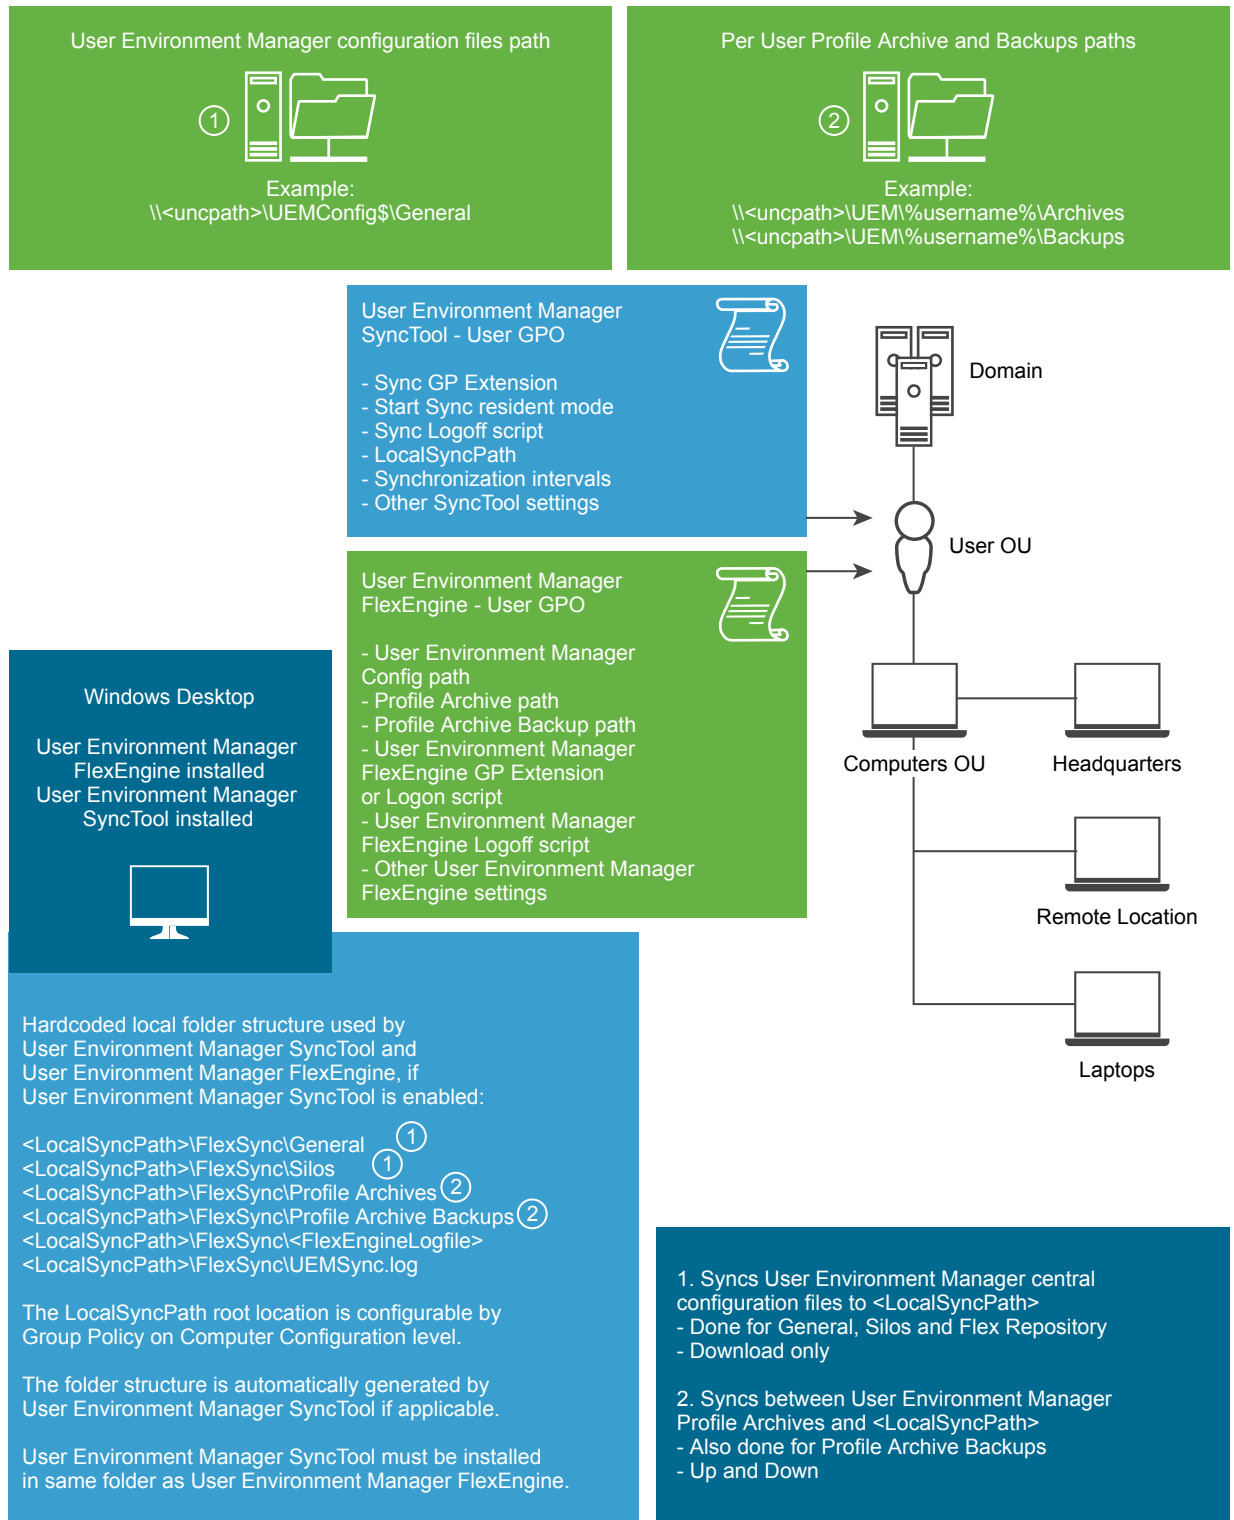 User Environment Manager configuration files path
1
Example:
\\<uncpath>\UEMConfig$\General
Per User Profile Archive and Backups paths
2
Example:
\\<uncpath>\UEM\%username%\Archives
\\<uncpath>\UEM\%username%\Backups
User Environment Manager
SyncTool - User GPO
- Sync GP Extension
- Start Sync resident mode
- Sync Logoff script
- LocalSyncPath
- Synchronization intervals
- Other SyncTool settings
Domain
User OU
User Environment Manager
FlexEngine - User GPO
- User Environment Manager
Config path
- Profile Archive path
- Profile Archive Backup path
- User Environment Manager
FlexEngine GP Extension
or Logon script
- User Environment Manager
FlexEngine Logoff script
- Other User Environment Manager
FlexEngine settings
Computers OU
Headquarters
Remote Location
Laptops
Windows Desktop
User Environment Manager
FlexEngine installed
User Environment Manager
SyncTool installed
Hardcoded local folder structure used by
User Environment Manager SyncTool and
User Environment Manager FlexEngine, if
User Environment Manager SyncTool is enabled:
<LocalSyncPath>\FlexSync\General 1
<LocalSyncPath>\FlexSync\Silos 1
<LocalSyncPath>\FlexSync\Profile Archives 2
<LocalSyncPath>\FlexSync\Profile Archive Backups 2
<LocalSyncPath>\FlexSync\<FlexEngineLogfile>
<LocalSyncPath>\FlexSync\UEMSync.log
The LocalSyncPath root location is configurable by
Group Policy on Computer Configuration level.
The folder structure is automatically generated by
User Environment Manager SyncTool if applicable.
User Environment Manager SyncTool must be installed
in same folder as User Environment Manager FlexEngine.
1. Syncs User Environment Manager central
configuration files to <LocalSyncPath>
- Done for General, Silos and Flex Repository
- Download only
2. Syncs between User Environment Manager
Profile Archives and <LocalSyncPath>
- Also done for Profile Archive Backups
- Up and Down